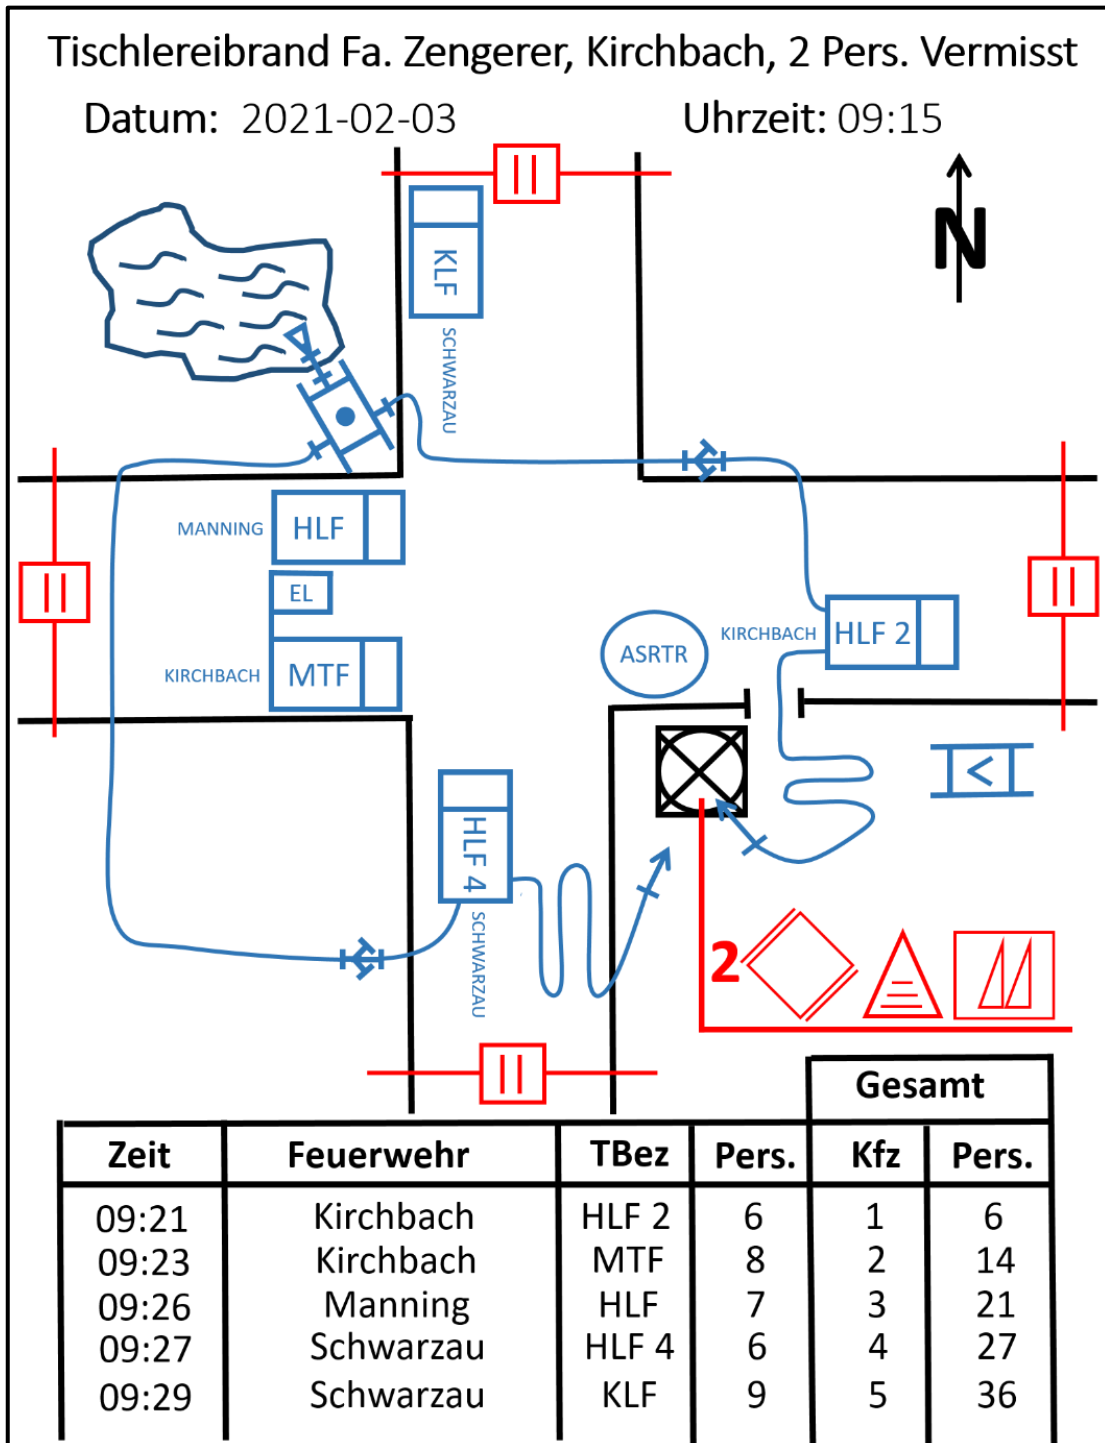 Tischlereibrand Fa. Zengerer, Kirchbach, 2 Pers. Vermisst
Datum: 2021-02-03 Uhrzeit: 09:15
N
KLF
SCHWARZAU
MANNING HLF
EL
KIRCHBACH MTF
ASRTR
KIRCHBACH HLF 2
HLF 4
SCHWARZAU
2
Gesamt
Zeit Feuerwehr TBez Pers. Kfz Pers.
09:21 Kirchbach HLF 2 6 1 6
09:23 Kirchbach MTF 8 2 14
09:26 Manning HLF 7 3 21
09:27 Schwarzau HLF 4 6 4 27
09:29 Schwarzau KLF 9 5 36